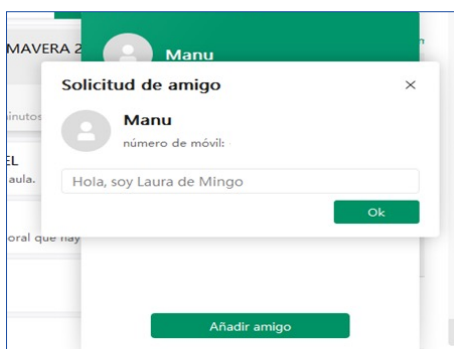 MAVERA 2
Manu
Solicitud de amigo
Manu
número de móvil:
inutos
EL
aula.
Hola, soy Laura de Mingo
Ok
oral que hay
Añadir amigo